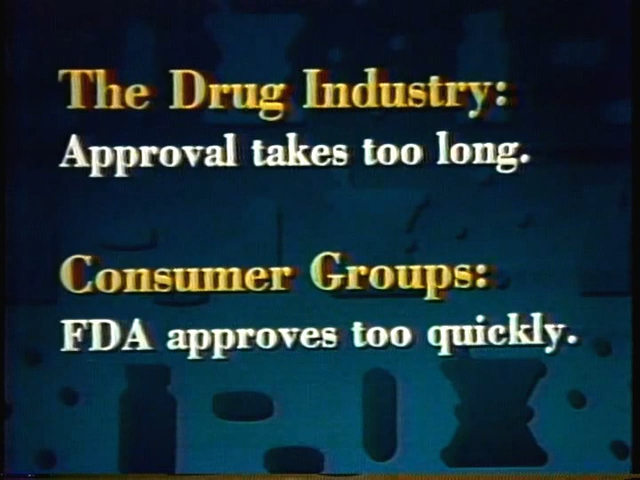 The Drug Industry:
Approval takes too long.
Consumer Groups:
FDA approves too quickly.